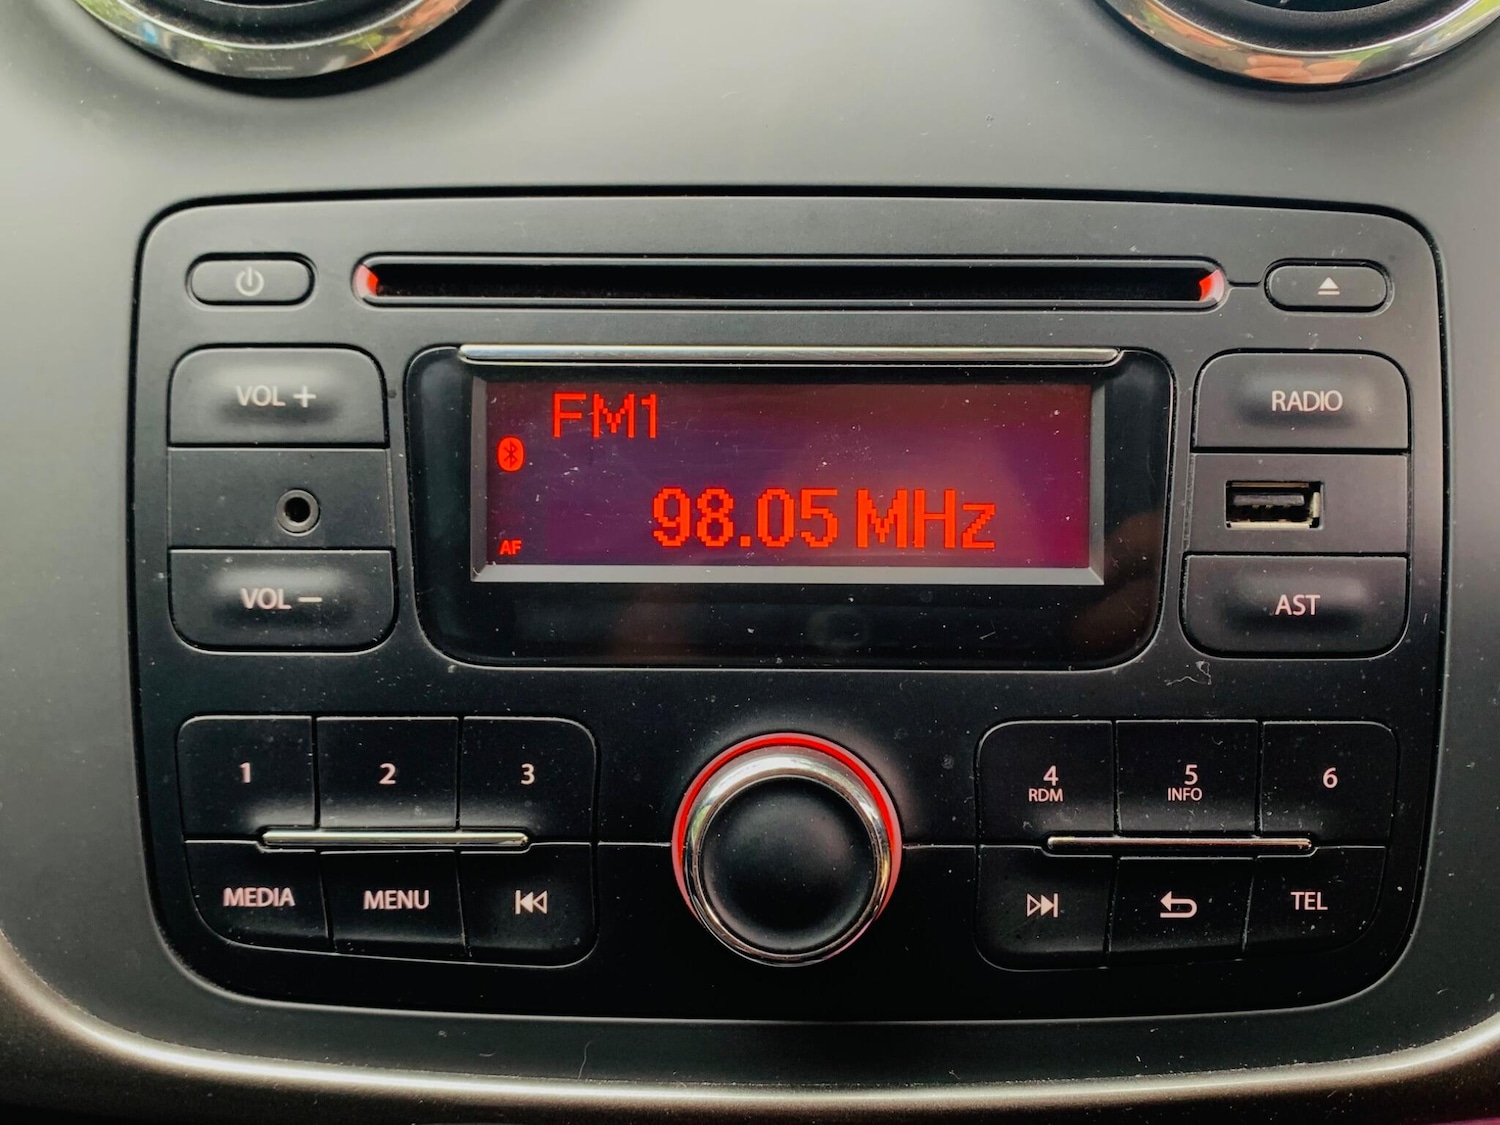 VOL +
FM1
RADIO
AF
98.05 MHz
VOL –
AST
1
2
3
4
RDM
5
INFO
6
MEDIA
MENU
TEL